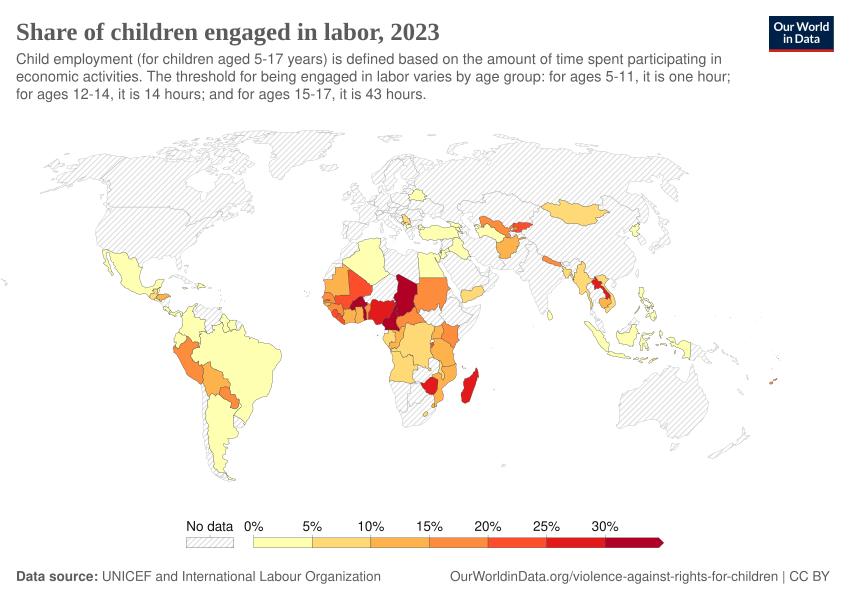 Share of children engaged in labor, 2023
Our World
in Data
Child employment (for children aged 5-17 years) is defined based on the amount of time spent participating in
economic activities. The threshold for being engaged in labor varies by age group: for ages 5-11, it is one hour;
for ages 12-14, it is 14 hours; and for ages 15-17, it is 43 hours.
No data 0% 5% 10% 15% 20% 25% 30%
Data source: UNICEF and International Labour Organization
OurWorldinData.org/violence-against-rights-for-children | CC BY